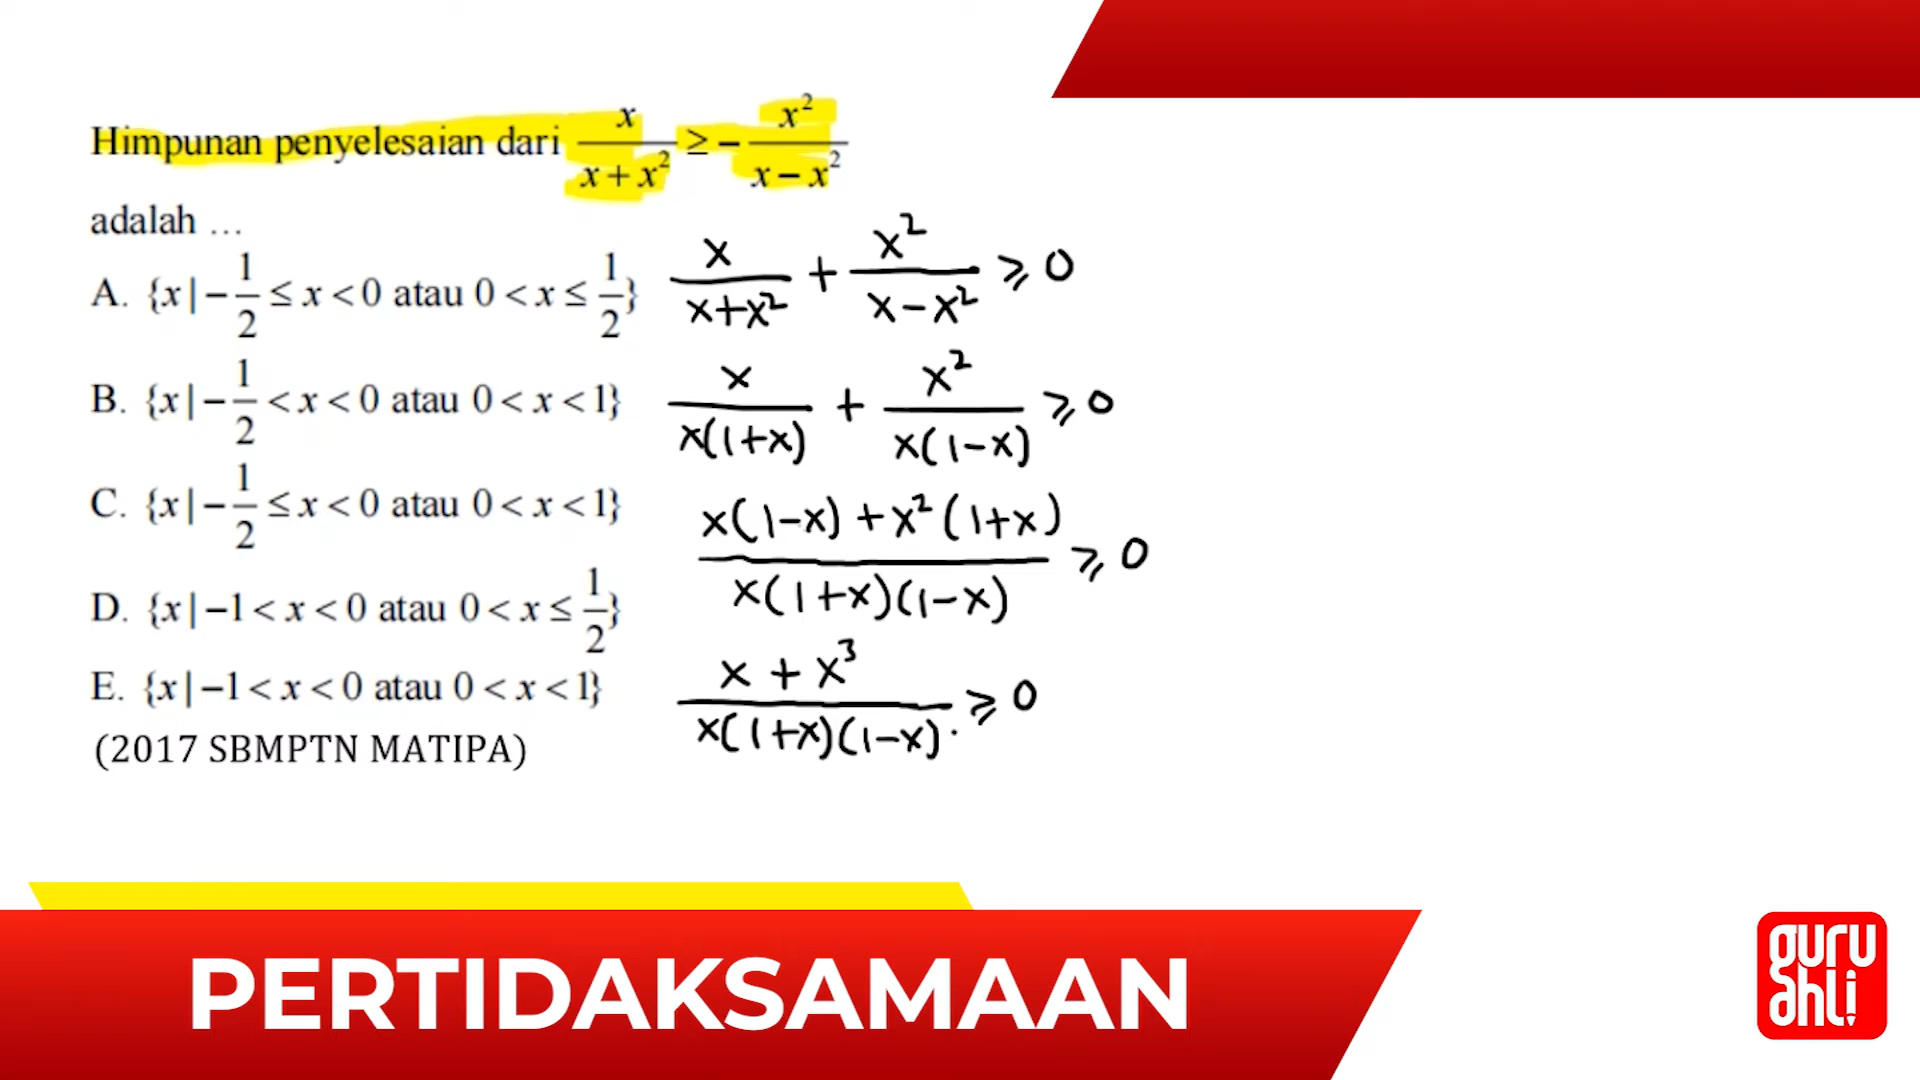 Himpunan penyelesaian dari x/(x + x²) ≥ − x²/(x − x²)
adalah ...
A. {x | −1/2 ≤ x < 0 atau 0 < x ≤ 1/2}
B. {x | −1/2 < x < 0 atau 0 < x < 1}
C. {x | −1/2 ≤ x < 0 atau 0 < x < 1}
D. {x | −1 < x < 0 atau 0 < x ≤ 1/2}
E. {x | −1 < x < 0 atau 0 < x < 1}
(2017 SBMPTN MATIPA)
x/(x+x²) + x²/(x−x²) ≥ 0
x/(x(1+x)) + x²/(x(1−x)) ≥ 0
(x(1−x) + x²(1+x))/(x(1+x)(1−x)) ≥ 0
(x + x³)/(x(1+x)(1−x)) ≥ 0
PERTIDAKSAMAAN
guru
ahli